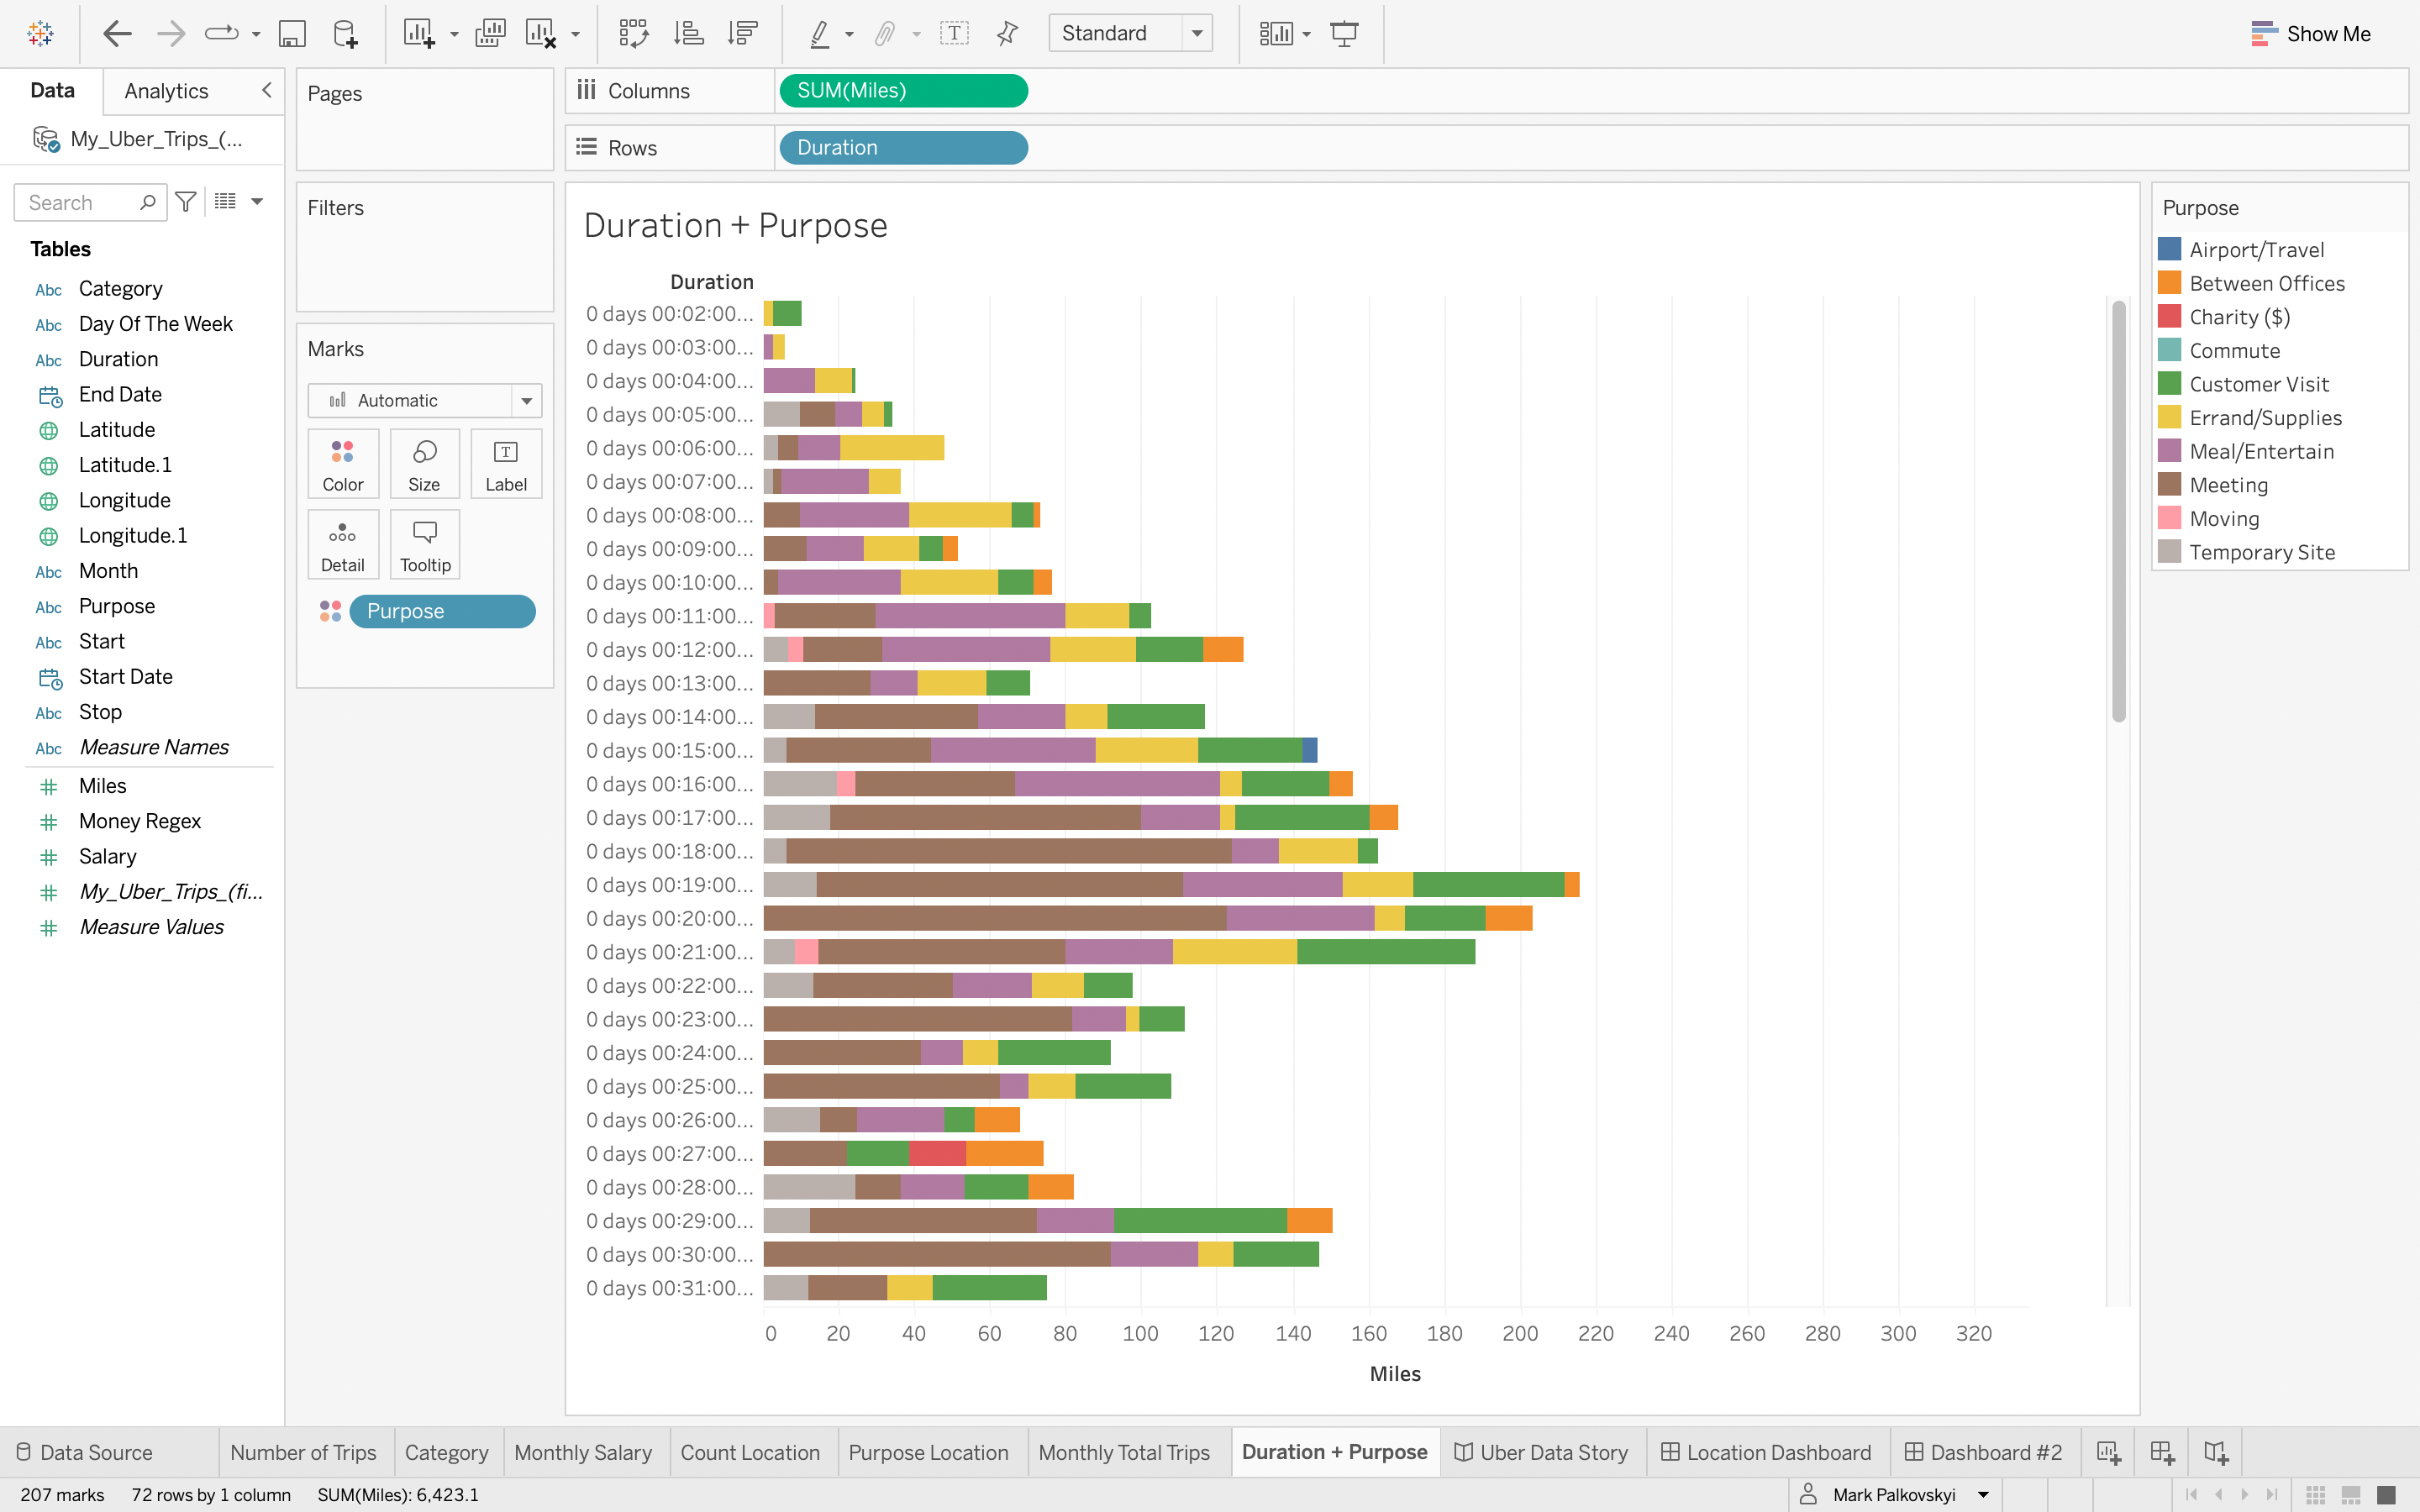 Standard
Show Me
Data
Analytics
My_Uber_Trips_(...
Search
Tables
Abc Category
Abc Day Of The Week
Abc Duration
End Date
Latitude
Latitude.1
Longitude
Longitude.1
Abc Month
Abc Purpose
Abc Start
Start Date
Abc Stop
Abc Measure Names
Miles
Money Regex
Salary
My_Uber_Trips_(fi...
Measure Values
Pages
Filters
Marks
Automatic
Color
Size
T
Label
Detail
Tooltip
Purpose
Columns
SUM(Miles)
Rows
Duration
Duration + Purpose
Duration
0 days 00:02:00...
0 days 00:03:00...
0 days 00:04:00...
0 days 00:05:00...
0 days 00:06:00...
0 days 00:07:00...
0 days 00:08:00...
0 days 00:09:00...
0 days 00:10:00...
0 days 00:11:00...
0 days 00:12:00...
0 days 00:13:00...
0 days 00:14:00...
0 days 00:15:00...
0 days 00:16:00...
0 days 00:17:00...
0 days 00:18:00...
0 days 00:19:00...
0 days 00:20:00...
0 days 00:21:00...
0 days 00:22:00...
0 days 00:23:00...
0 days 00:24:00...
0 days 00:25:00...
0 days 00:26:00...
0 days 00:27:00...
0 days 00:28:00...
0 days 00:29:00...
0 days 00:30:00...
0 days 00:31:00...
0 20 40 60 80 100 120 140 160 180 200 220 240 260 280 300 320
Miles
Purpose
Airport/Travel
Between Offices
Charity ($)
Commute
Customer Visit
Errand/Supplies
Meal/Entertain
Meeting
Moving
Temporary Site
Data Source
Number of Trips
Category
Monthly Salary
Count Location
Purpose Location
Monthly Total Trips
Duration + Purpose
Uber Data Story
Location Dashboard
Dashboard #2
207 marks
72 rows by 1 column
SUM(Miles): 6,423.1
Mark Palkovskyi